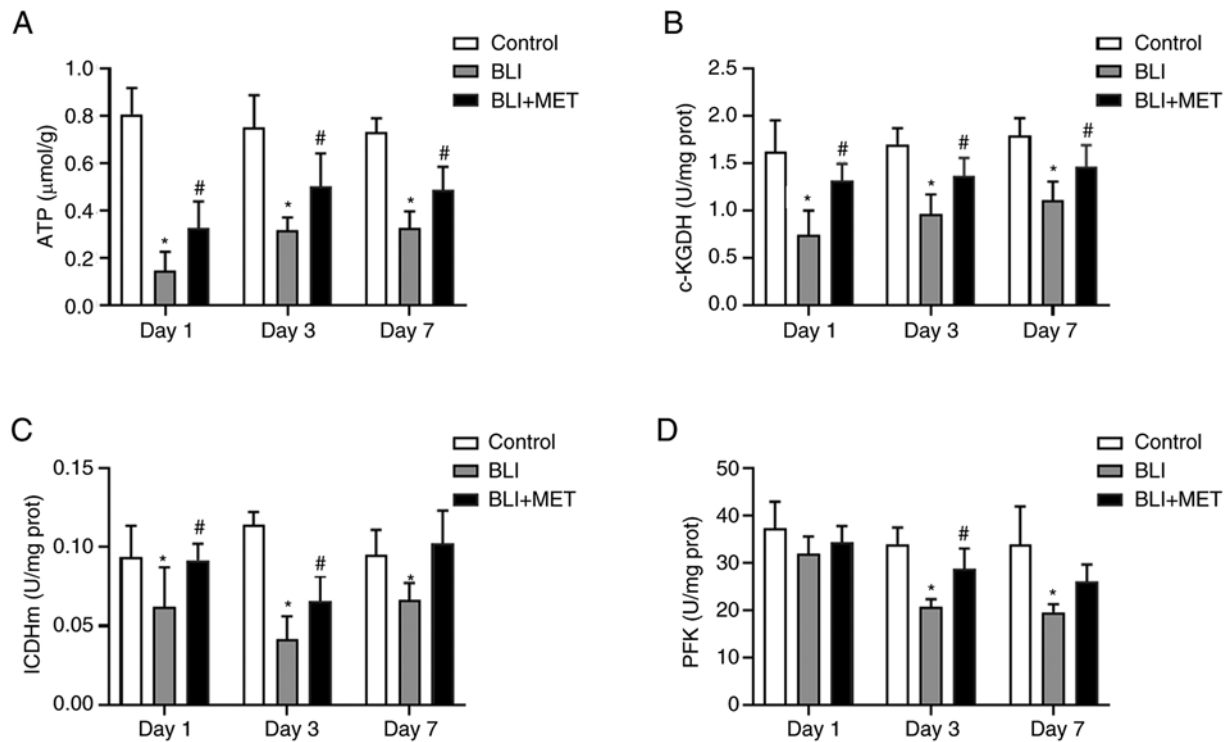 A
Control
BLI
BLI+MET
ATP (μmol/g)
1.0
0.8
0.6
0.4
0.2
0.0
* # * # * #
Day 1 Day 3 Day 7
B
Control
BLI
BLI+MET
c-KGDH (U/mg prot)
2.5
2.0
1.5
1.0
0.5
0.0
* # * # * #
Day 1 Day 3 Day 7
C
Control
BLI
BLI+MET
ICDHm (U/mg prot)
0.15
0.10
0.05
0.00
* # * # *
Day 1 Day 3 Day 7
D
Control
BLI
BLI+MET
PFK (U/mg prot)
50
40
30
20
10
0
* # *
Day 1 Day 3 Day 7